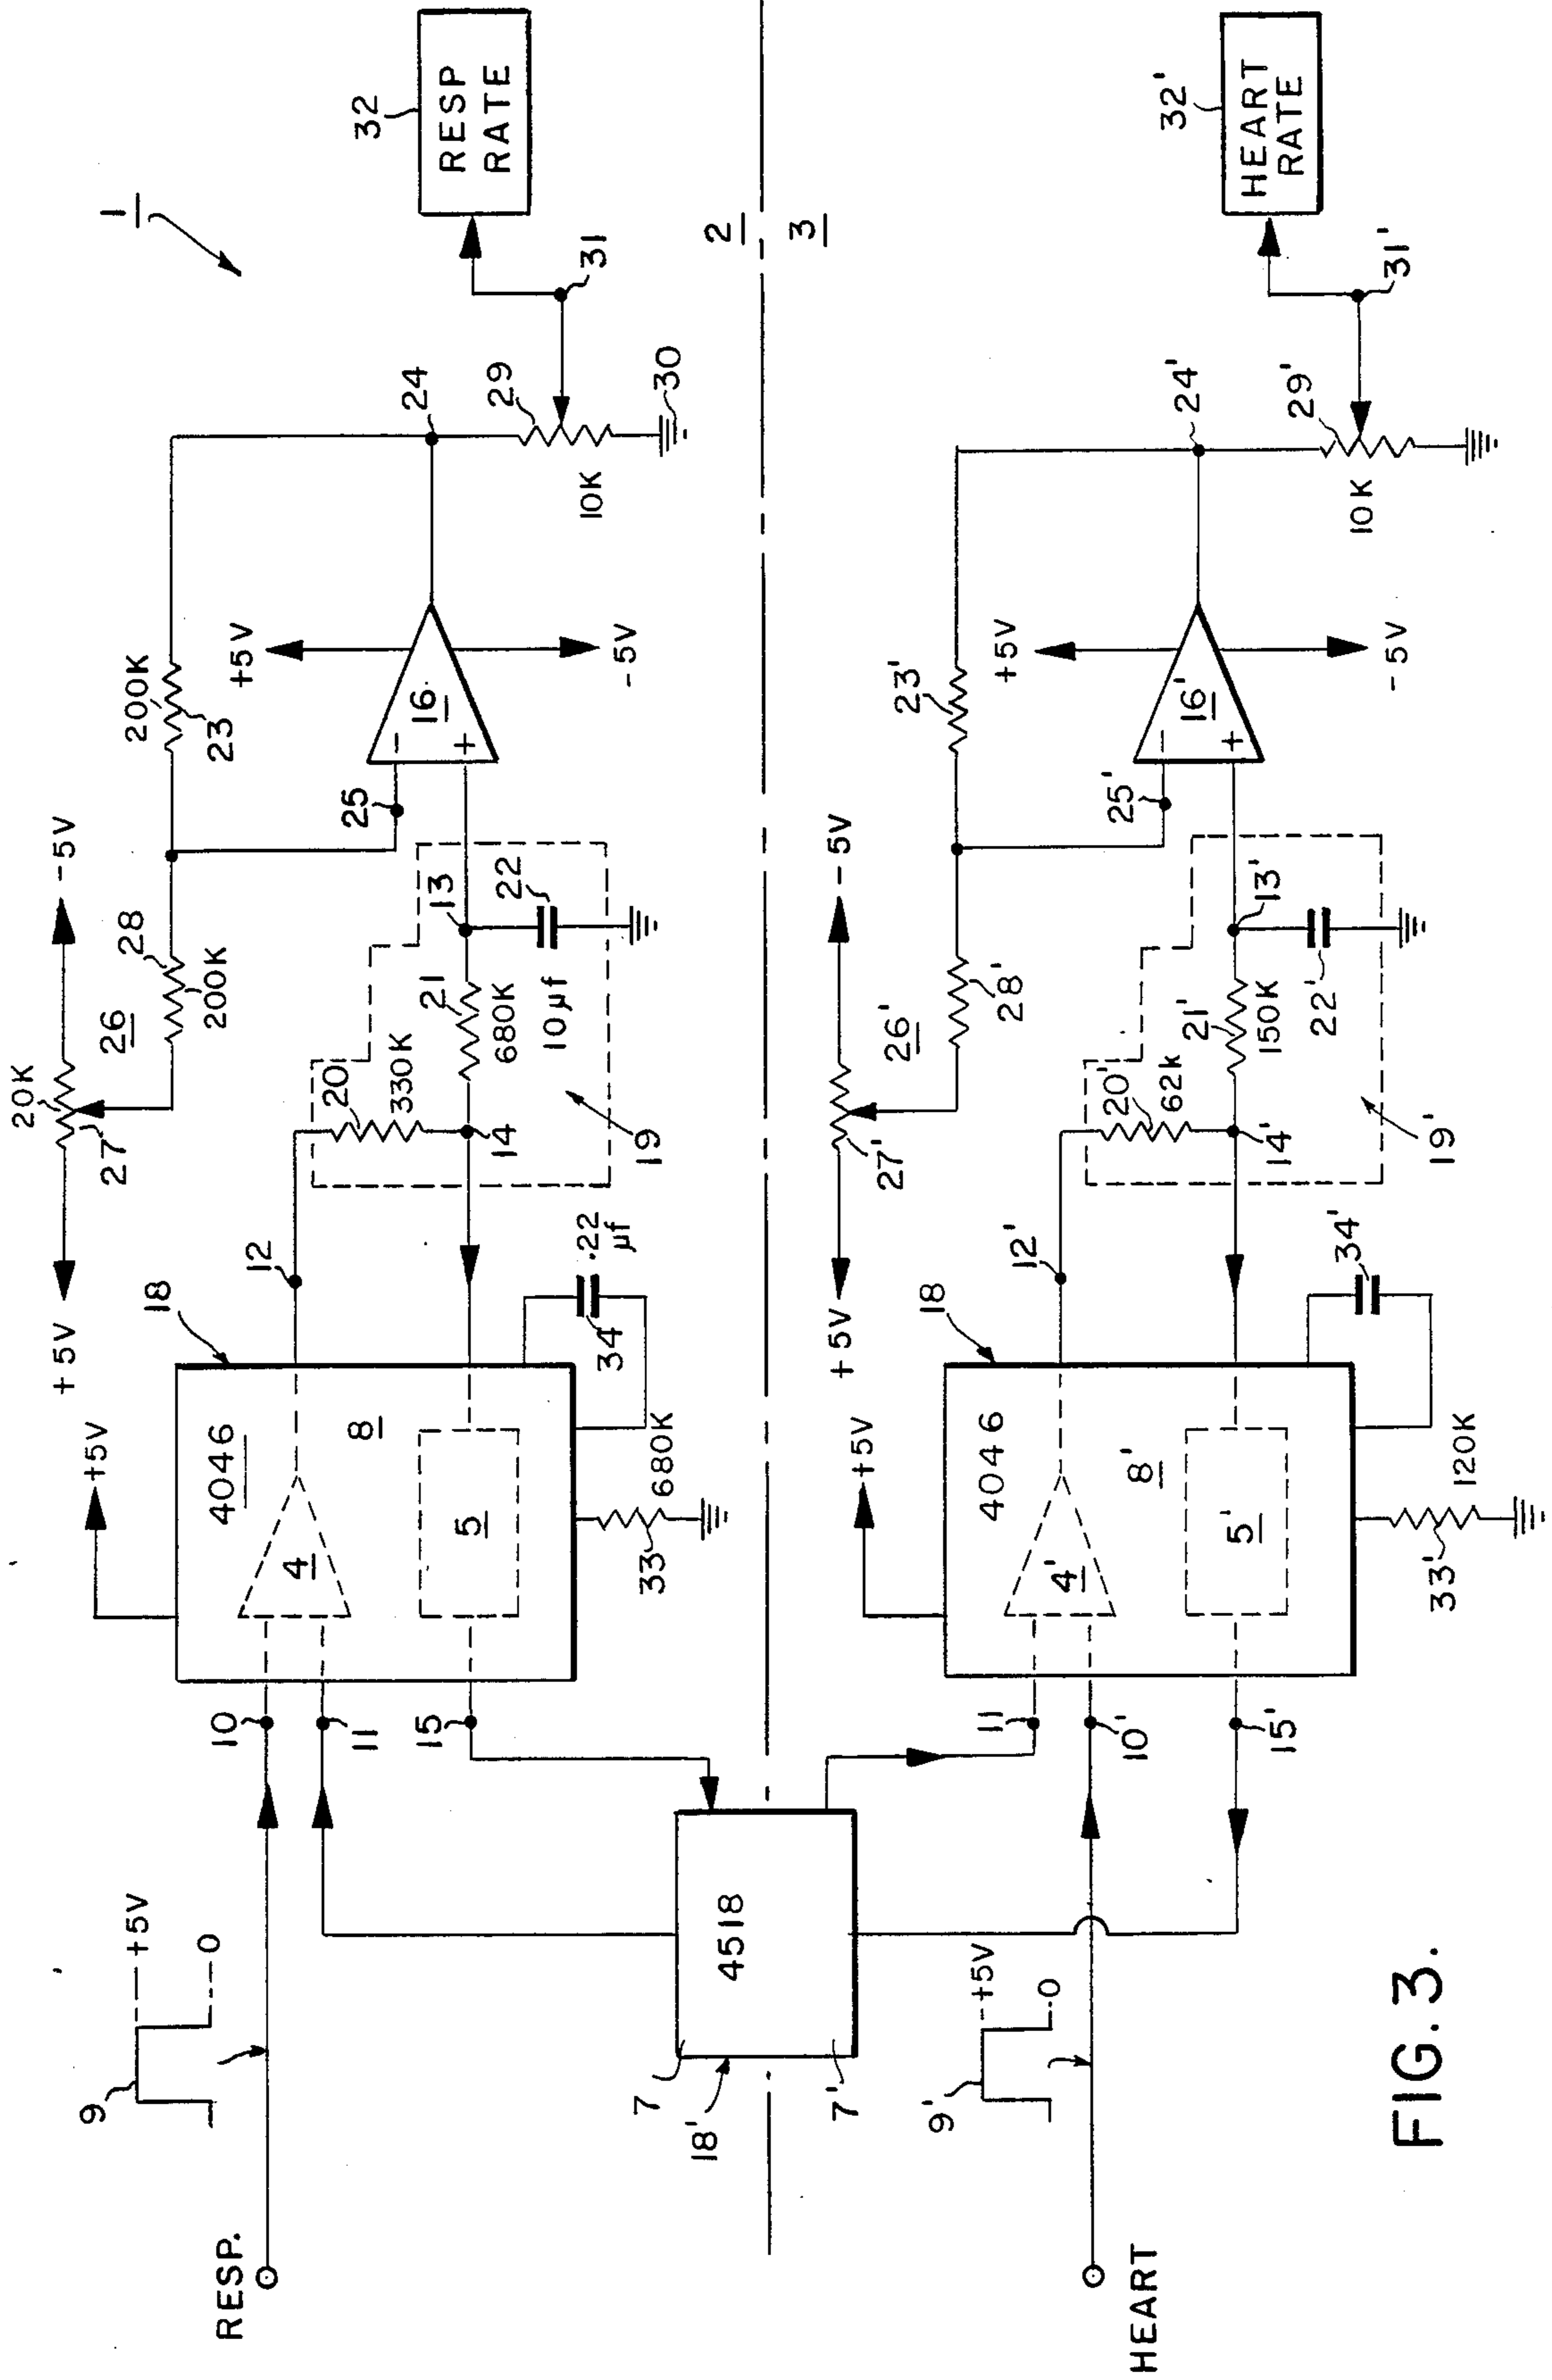 1
RESP.
9
+5V
0
10
11
15
+5V
4046
4
8
5
18
12
680K
33
34
.22
μf
+5V
20K
27
-5V
26
28
200K
200K
23
20
330K
14
19
21
680K
13
22
10 μf
25
+5V
16
-
+
-5V
24
29
10K
30
31
32
RESP
RATE
2
3
7
18'
4518
7'
HEART
9'
+5V
0
11
10'
15'
+5V
4046
4'
8'
5'
18
12'
120K
33'
34'
+5V
27'
-5V
26'
28'
23'
20'
62k
14'
19'
21'
150K
13'
22'
25'
+5V
16'
-
+
-5V
24'
29'
10K
31'
32'
HEART
RATE
FIG. 3.